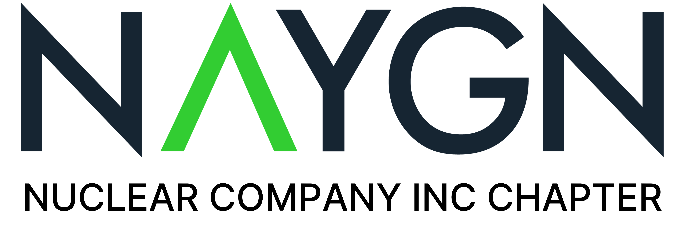 NAYGN
NUCLEAR COMPANY INC CHAPTER